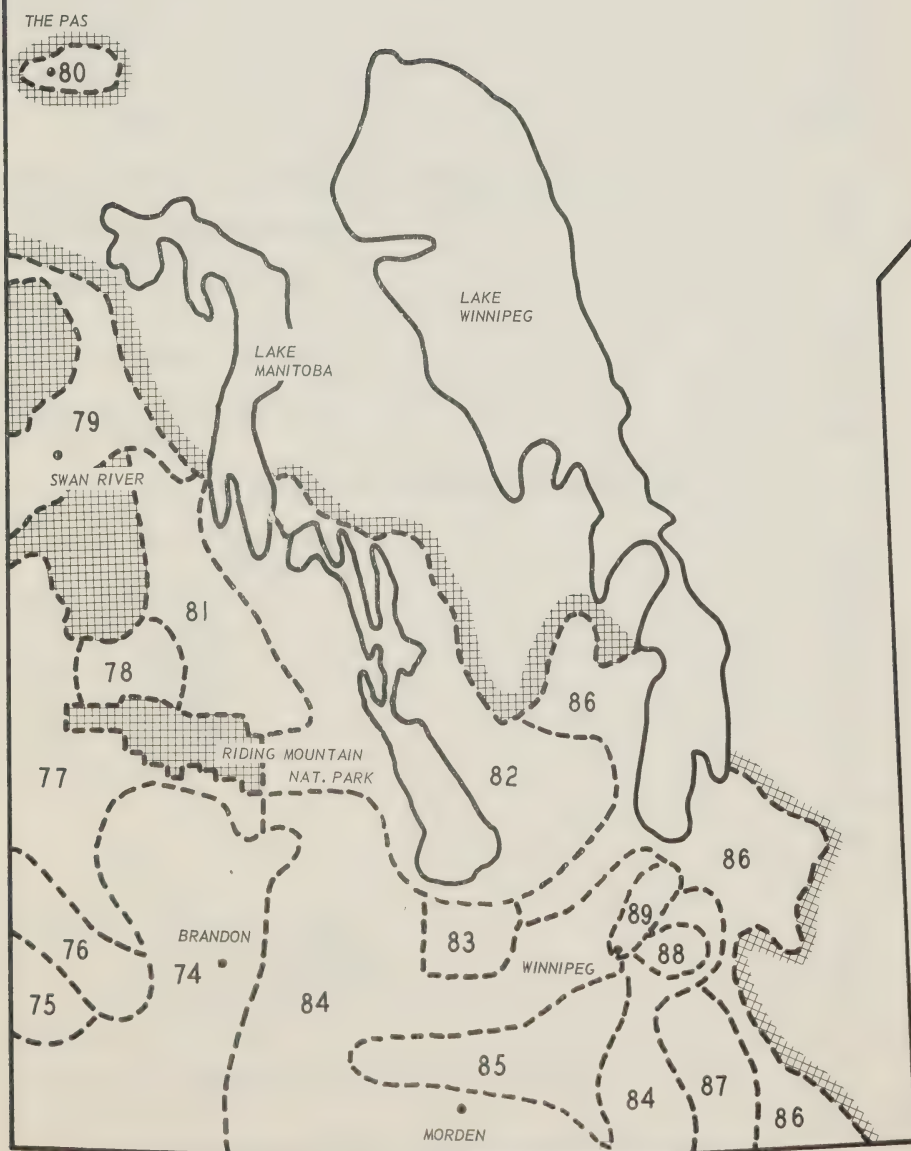 THE PAS
80
LAKE
WINNIPEG
LAKE
MANITOBA
79
SWAN RIVER
81
78
86
RIDING MOUNTAIN
NAT. PARK
77
82
86
89
76
BRANDON
83
WINNIPEG
88
74
75
84
85
84
87
86
MORDEN